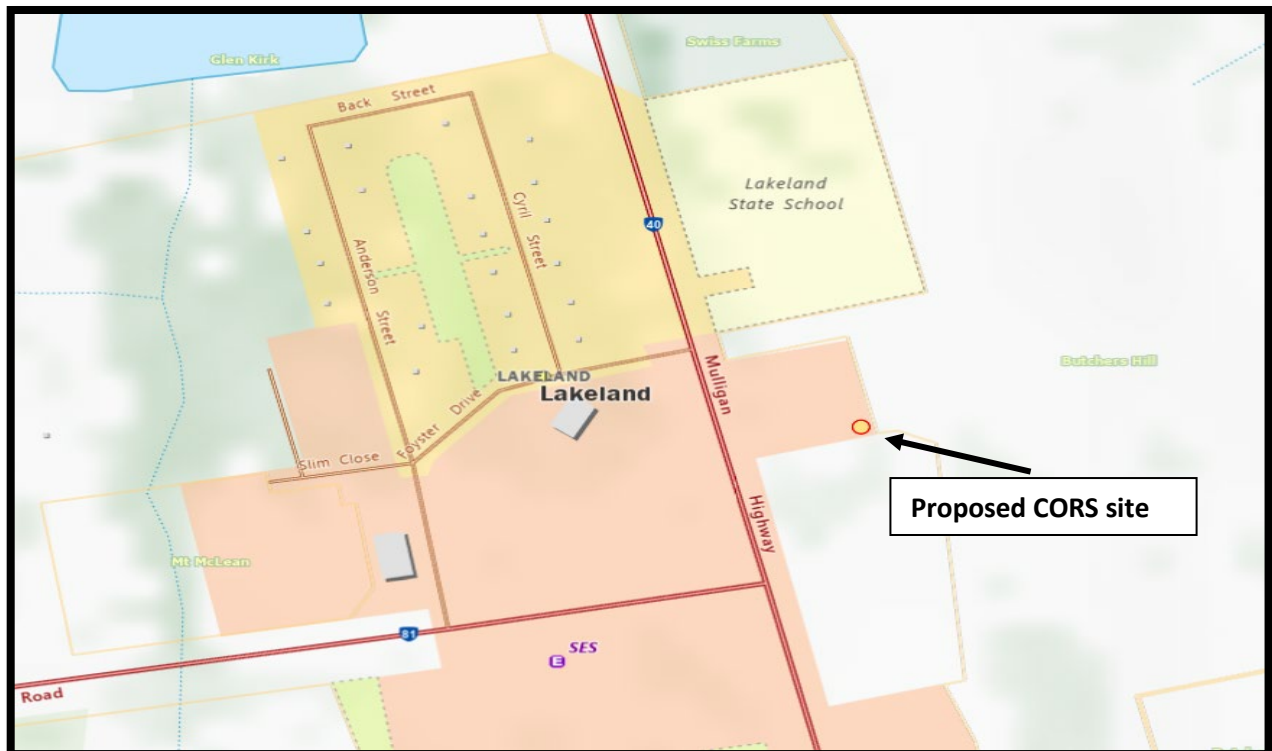 Swiss Farms
Glen Kirk
Back Street
Lakeland
State School
Cyril Street
40
Anderson Street
Butchers Hill
Mulligan
LAKELAND
Lakeland
Foyster Drive
Slim Close
Proposed CORS site
Highway
Mt McLean
81
SES
E
Road